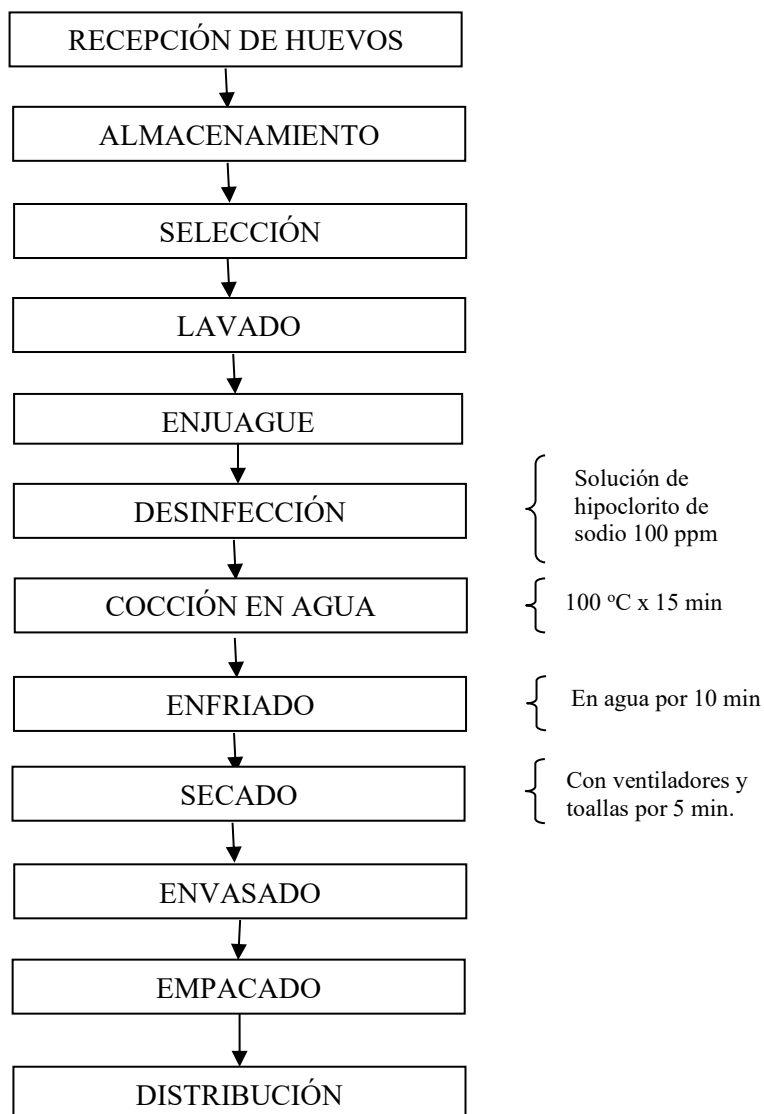 RECEPCIÓN DE HUEVOS
ALMACENAMIENTO
SELECCIÓN
LAVADO
ENJUAGUE
DESINFECCIÓN
Solución de
hipoclorito de
sodio 100 ppm
COCCIÓN EN AGUA
100 ºC x 15 min
ENFRIADO
En agua por 10 min
SECADO
Con ventiladores y
toallas por 5 min.
ENVASADO
EMPACADO
DISTRIBUCIÓN